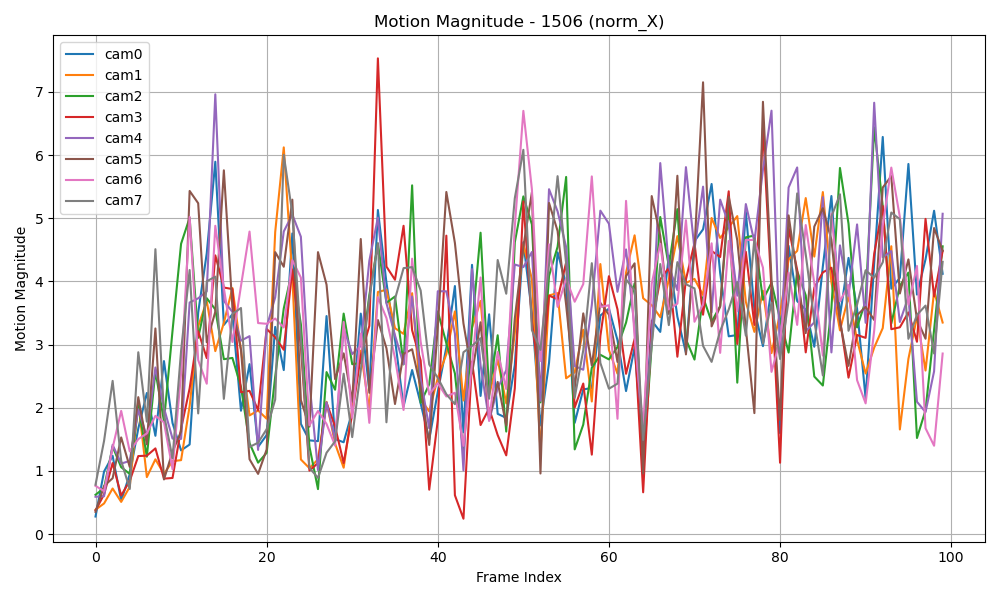 Motion Magnitude - 1506 (norm_X)
cam0
cam1
cam2
cam3
cam4
cam5
cam6
cam7
Motion Magnitude
7
6
5
4
3
2
1
0
0 20 40 60 80 100
Frame Index